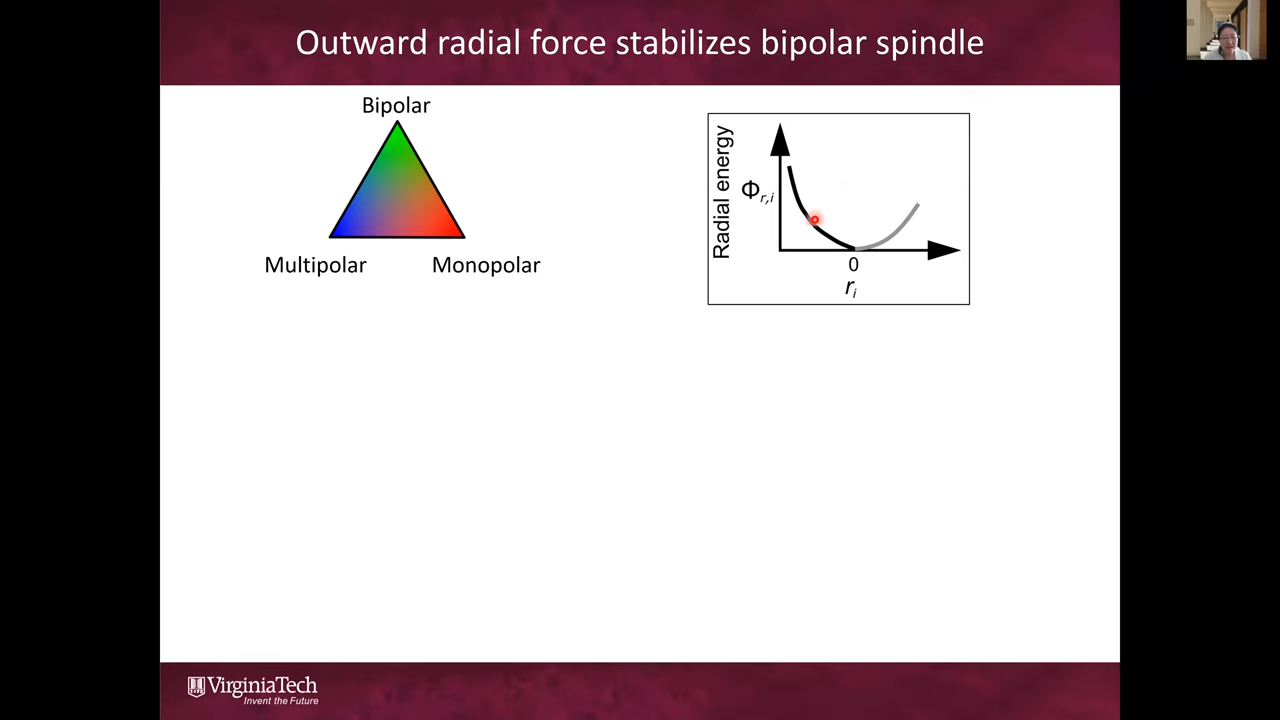 Outward radial force stabilizes bipolar spindle
Bipolar
Multipolar
Monopolar
Radial energy
Φr,i
0
ri
VirginiaTech
Invent the Future